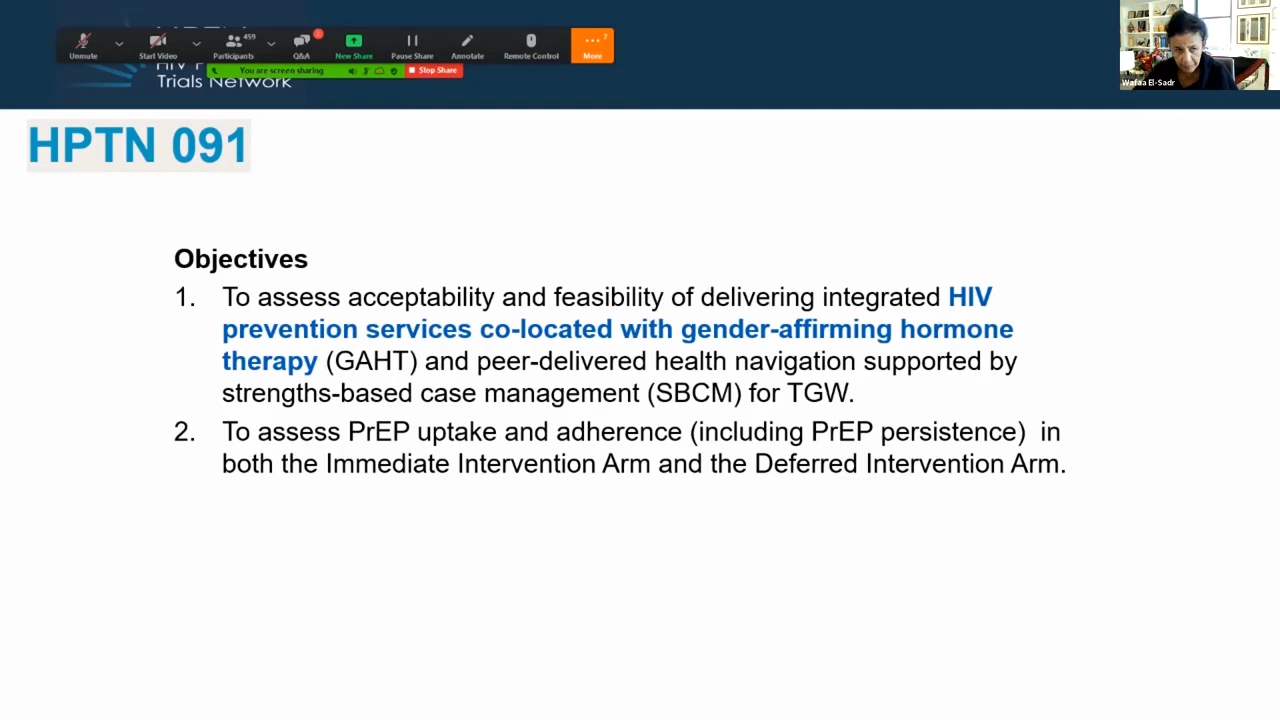 459
7
Unmute
Start Video
Participants
Q&A
New Share
Pause Share
Annotate
Remote Control
More
You are screen sharing
Stop Share
Trials Network
Wafaa El-Sadr
HPTN 091
Objectives
1. To assess acceptability and feasibility of delivering integrated HIV
prevention services co-located with gender-affirming hormone
therapy (GAHT) and peer-delivered health navigation supported by
strengths-based case management (SBCM) for TGW.
2. To assess PrEP uptake and adherence (including PrEP persistence) in
both the Immediate Intervention Arm and the Deferred Intervention Arm.